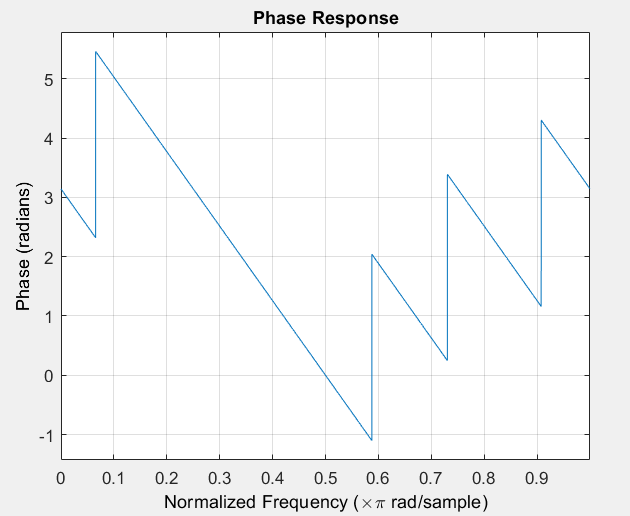 Phase Response
5
4
3
2
1
0
-1
Phase (radians)
0 0.1 0.2 0.3 0.4 0.5 0.6 0.7 0.8 0.9
Normalized Frequency (×π rad/sample)